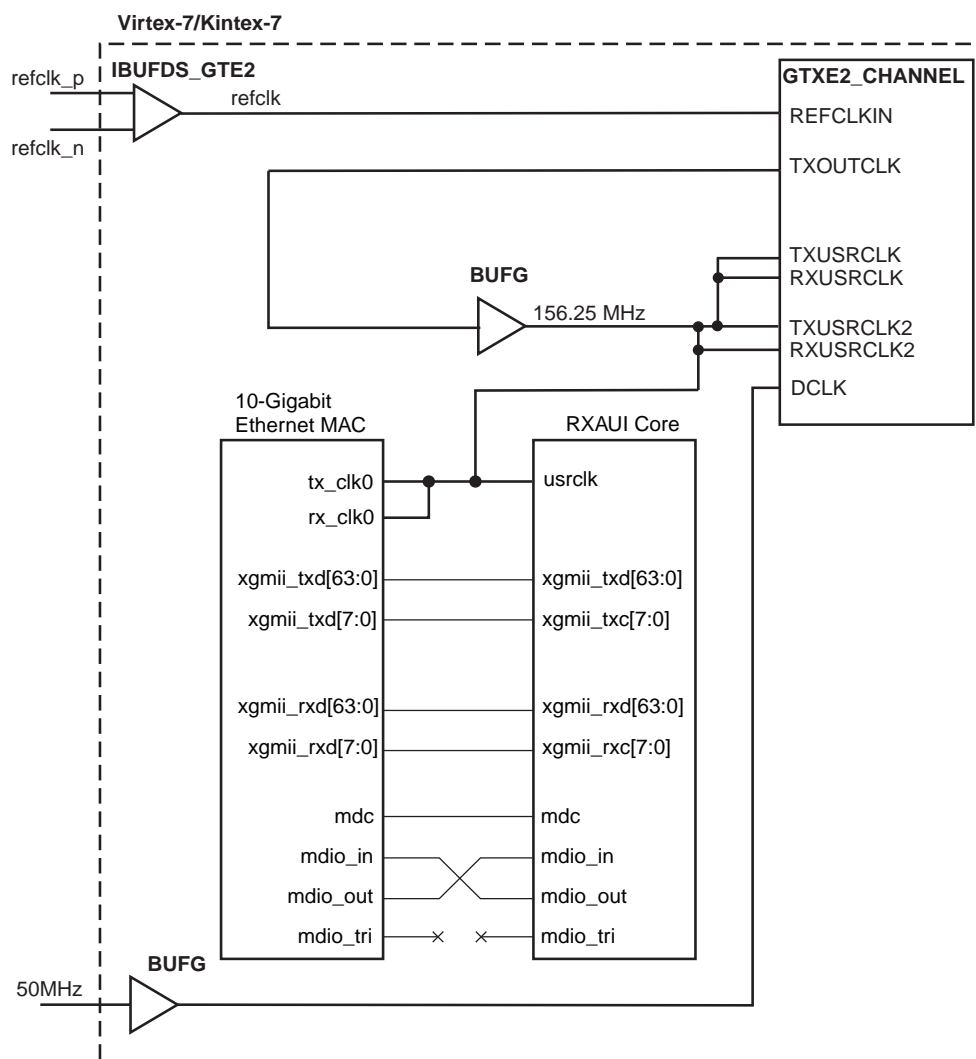 Virtex-7/Kintex-7
refclk_p
IBUFDS_GTE2
refclk
refclk_n
GTXE2_CHANNEL
REFCLKIN
TXOUTCLK
TXUSRCLK
RXUSRCLK
BUFG
156.25 MHz
TXUSRCLK2
RXUSRCLK2
DCLK
10-Gigabit
Ethernet MAC
RXAUI Core
tx_clk0
usrclk
rx_clk0
xgmii_txd[63:0]
xgmii_txd[63:0]
xgmii_txd[7:0]
xgmii_txc[7:0]
xgmii_rxd[63:0]
xgmii_rxd[63:0]
xgmii_rxd[7:0]
xgmii_rxc[7:0]
mdc
mdc
mdio_in
mdio_in
mdio_out
mdio_out
mdio_tri
mdio_tri
BUFG
50MHz